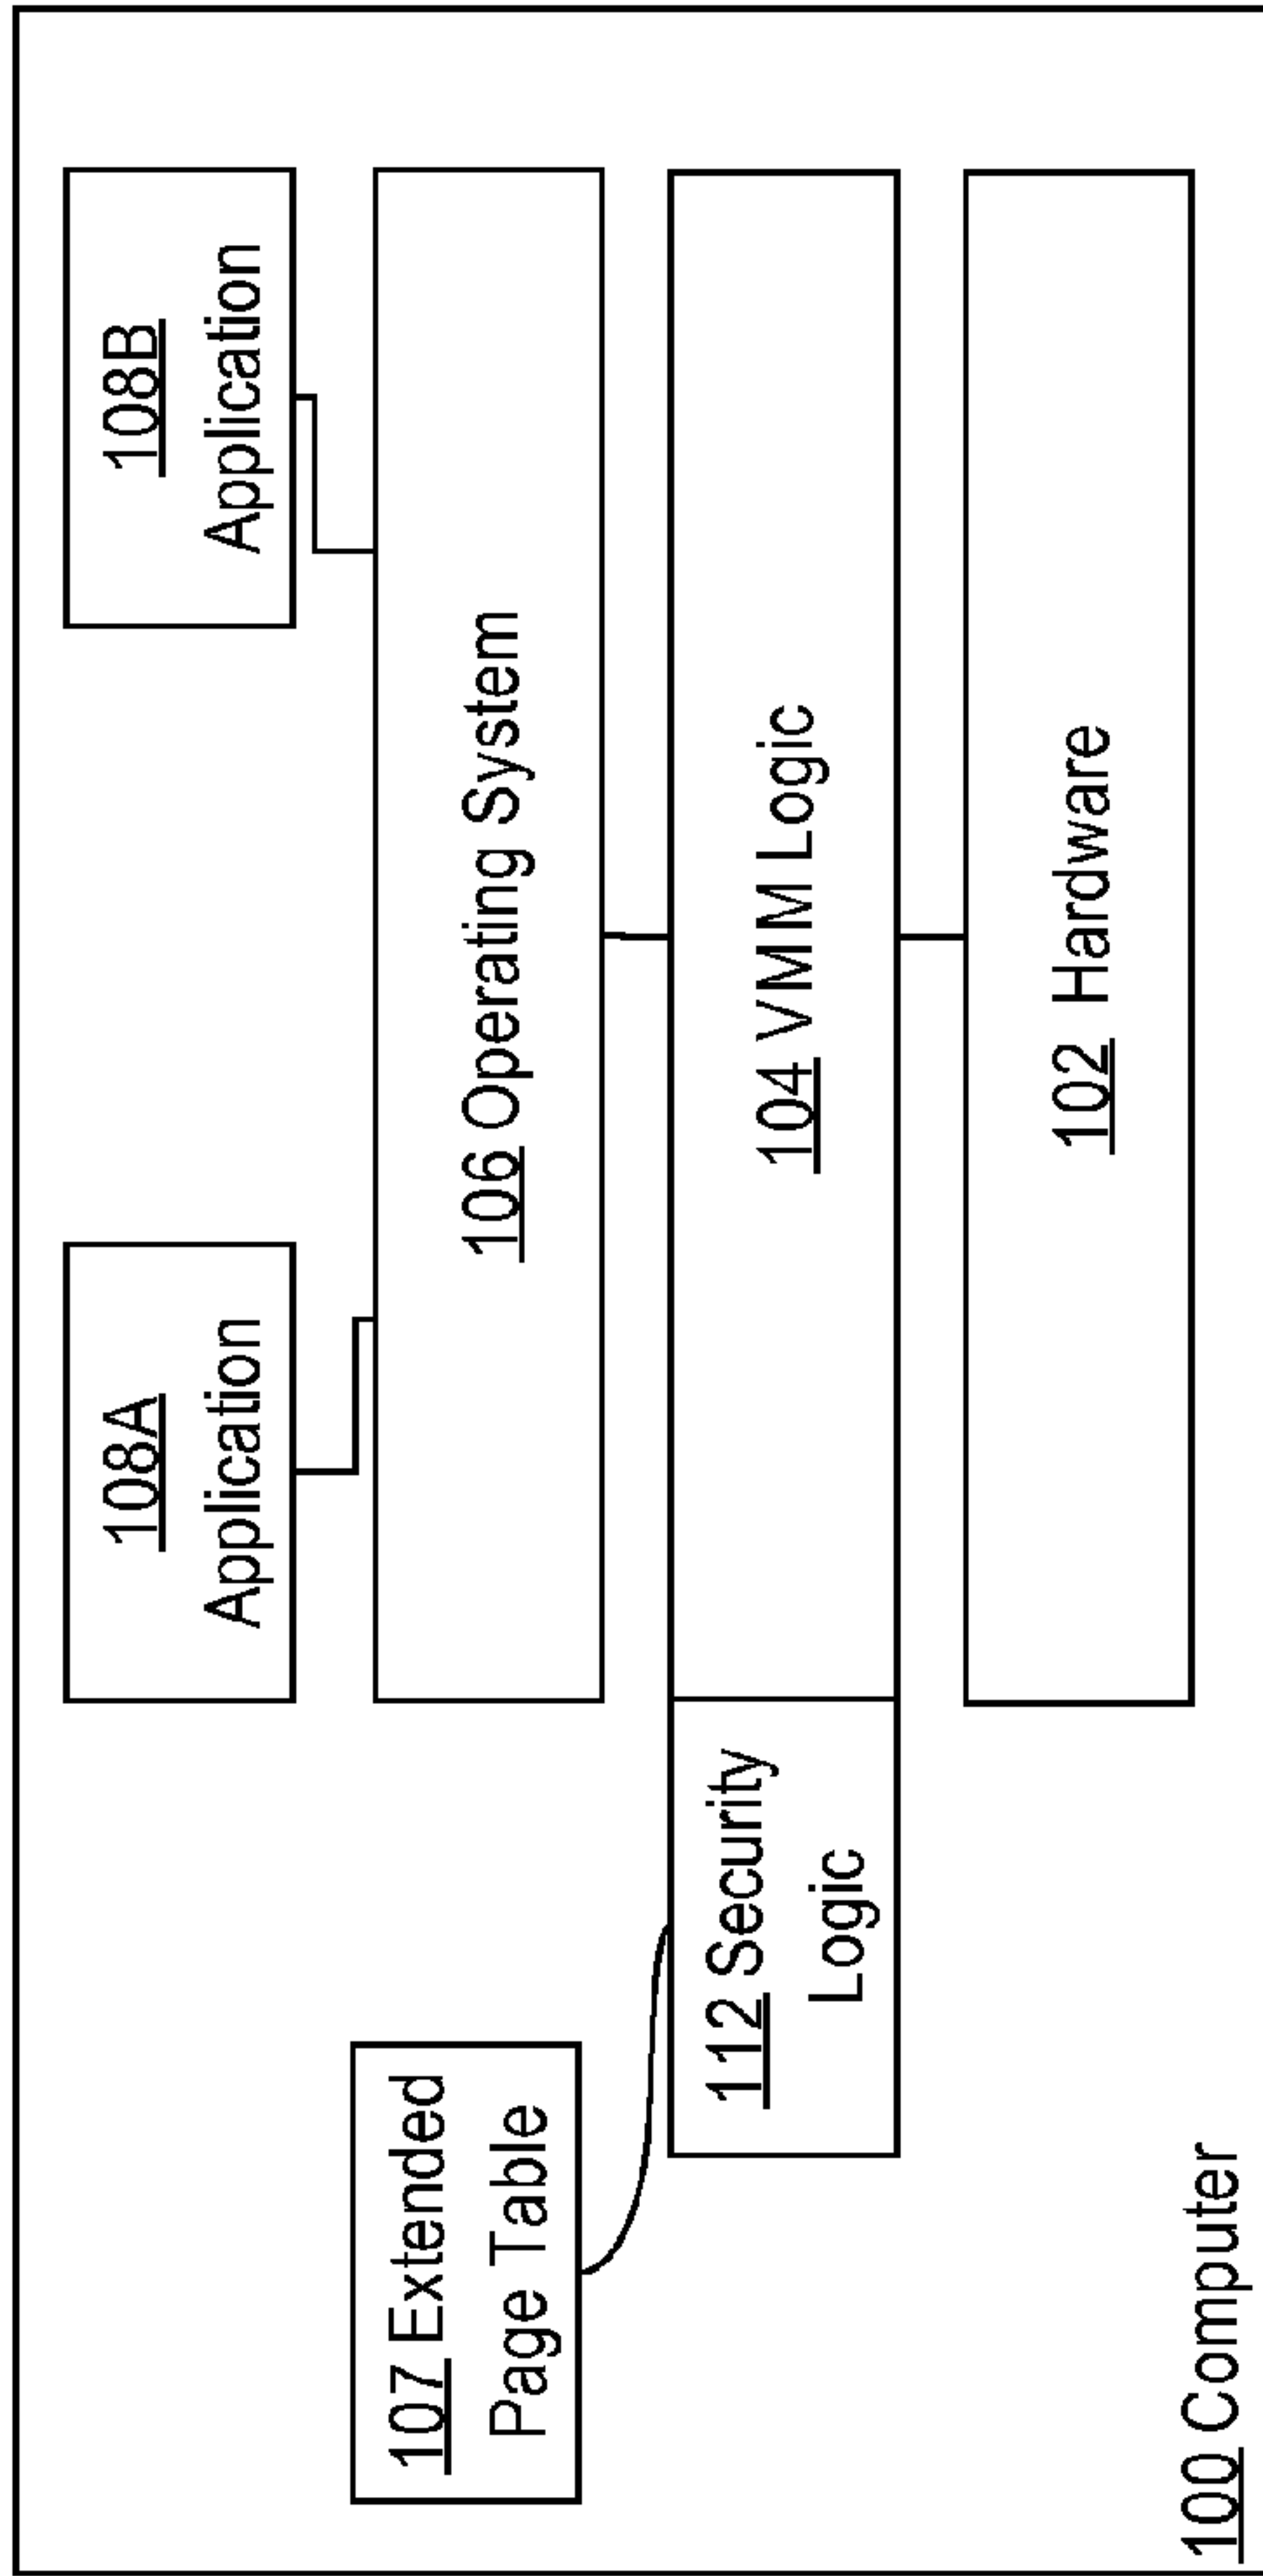 108A
Application
108B
Application
107 Extended
Page Table
106 Operating System
112 Security
Logic
104 VMM Logic
102 Hardware
100 Computer